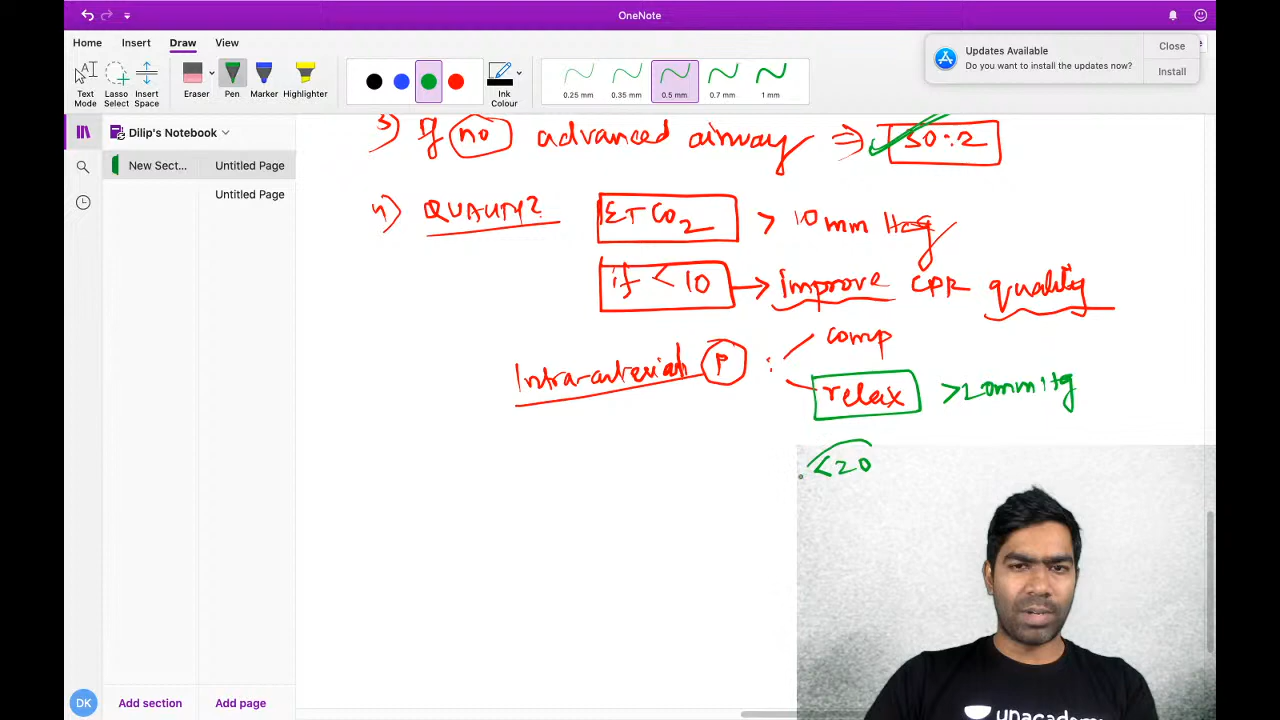 OneNote
Home Insert Draw View
Updates Available
Do you want to install the updates now?
Close
Install
Text Mode
Lasso Select
Insert Space
Eraser
Pen
Marker
Highlighter
Ink Colour
0.25 mm
0.35 mm
0.5 mm
0.7 mm
1 mm
Dilip's Notebook
New Sect...
Untitled Page
Untitled Page
3) If no advanced airway ⇒ 30:2
4) QUALITY? ETCO2 > 10mm Hg
if < 10 → Improve CPR quality
Intra-arterial P : comp
relax >20mm Hg
<20
unacademy
DK
Add section
Add page